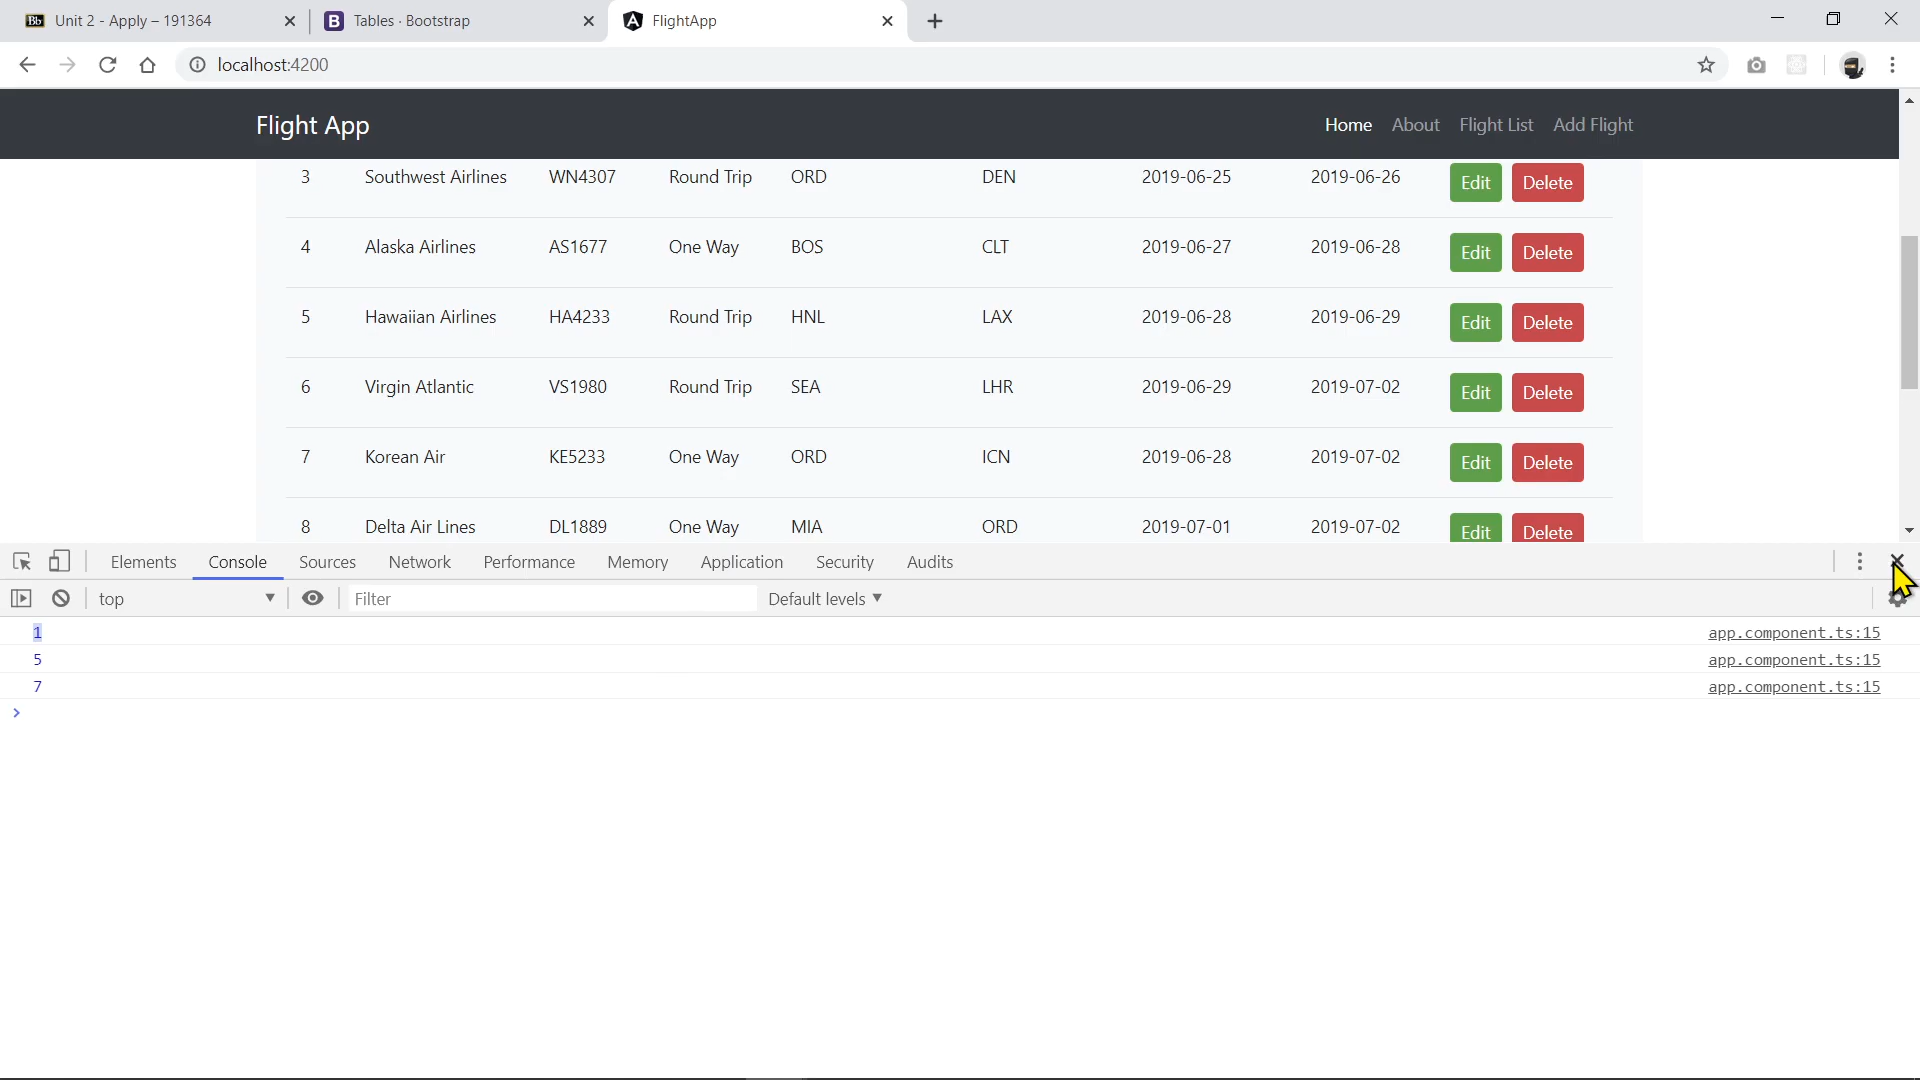 Unit 2 - Apply – 191364
Tables · Bootstrap
FlightApp
localhost:4200
Flight App
Home About Flight List Add Flight
3 Southwest Airlines WN4307 Round Trip ORD DEN 2019-06-25 2019-06-26 Edit Delete
4 Alaska Airlines AS1677 One Way BOS CLT 2019-06-27 2019-06-28 Edit Delete
5 Hawaiian Airlines HA4233 Round Trip HNL LAX 2019-06-28 2019-06-29 Edit Delete
6 Virgin Atlantic VS1980 Round Trip SEA LHR 2019-06-29 2019-07-02 Edit Delete
7 Korean Air KE5233 One Way ORD ICN 2019-06-28 2019-07-02 Edit Delete
8 Delta Air Lines DL1889 One Way MIA ORD 2019-07-01 2019-07-02 Edit Delete
Elements Console Sources Network Performance Memory Application Security Audits
top Filter Default levels
1 app.component.ts:15
5 app.component.ts:15
7 app.component.ts:15